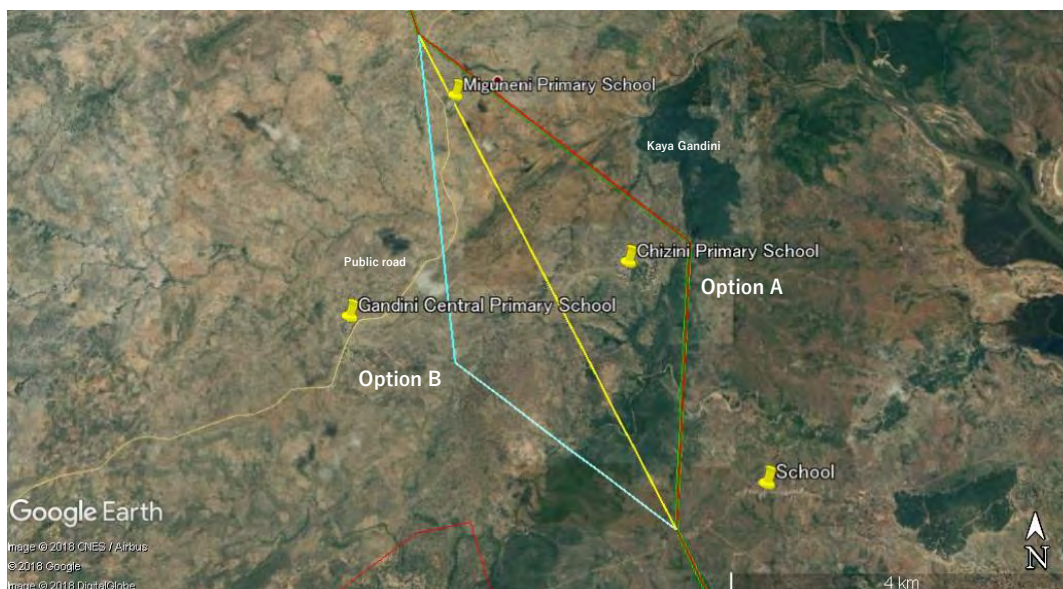 Miguneni Primary School
Kaya Gandini
Chizini Primary School
Public road
Option A
Gandini Central Primary School
Option B
School
Google Earth
Image © 2018 CNES / Airbus
© 2018 Google
Image © 2018 DigitalGlobe
N
4 km